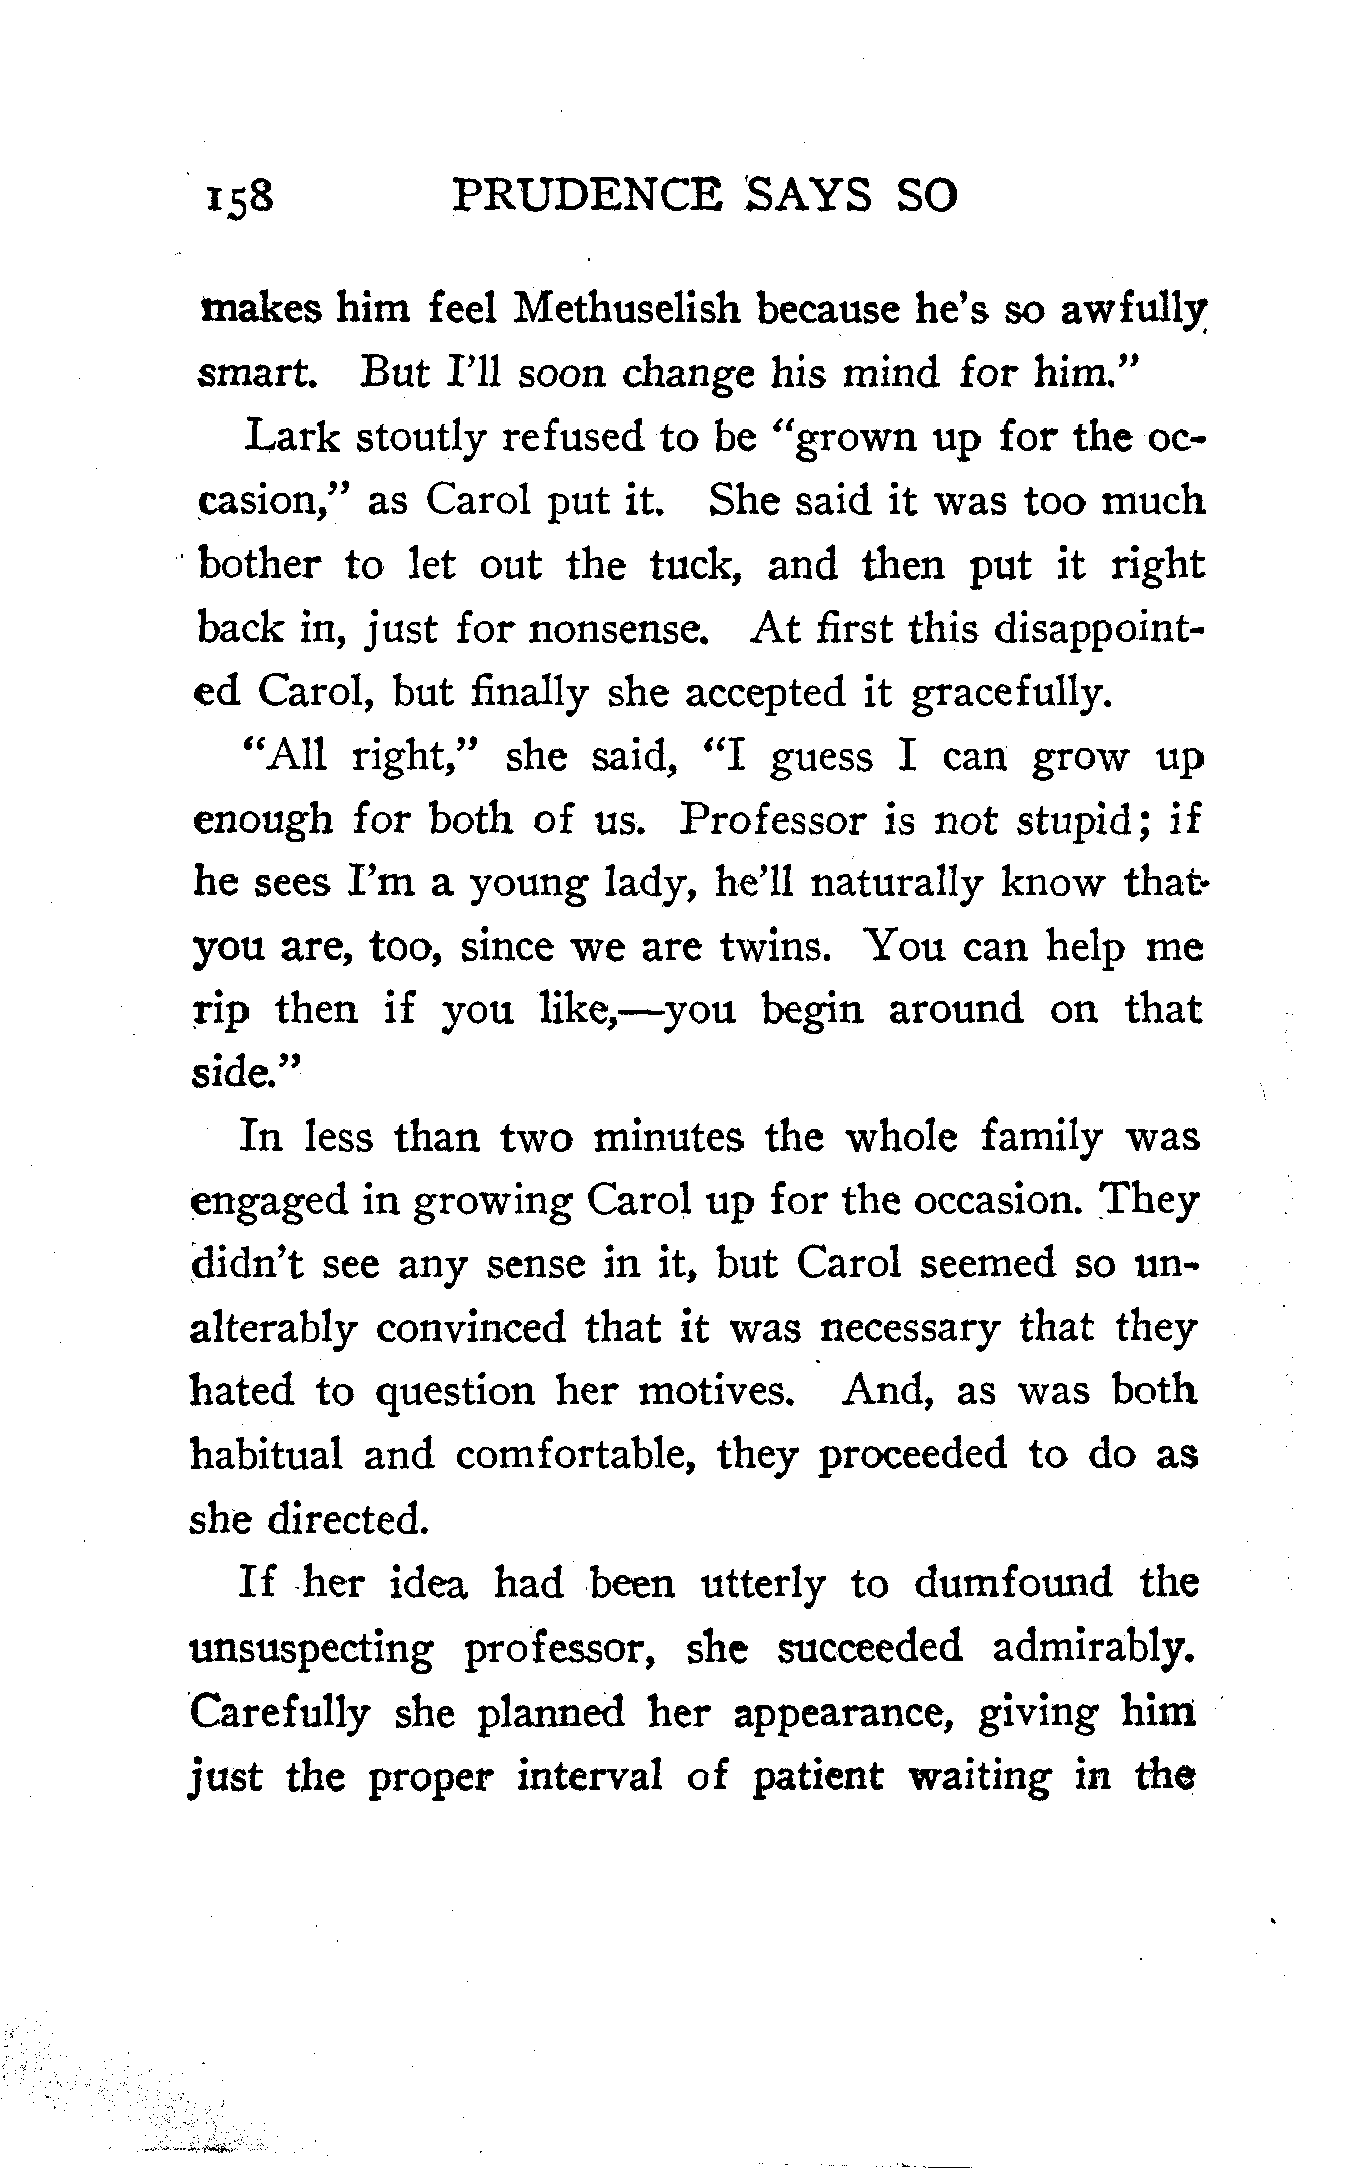 158 PRUDENCE SAYS SO
makes him feel Methuselish because he's so awfully
smart. But I'll soon change his mind for him."
Lark stoutly refused to be "grown up for the oc-
casion," as Carol put it. She said it was too much
bother to let out the tuck, and then put it right
back in, just for nonsense. At first this disappoint-
ed Carol, but finally she accepted it gracefully.
"All right," she said, "I guess I can grow up
enough for both of us. Professor is not stupid; if
he sees I'm a young lady, he'll naturally know that
you are, too, since we are twins. You can help me
rip then if you like,—you begin around on that
side."
In less than two minutes the whole family was
engaged in growing Carol up for the occasion. They
didn't see any sense in it, but Carol seemed so un-
alterably convinced that it was necessary that they
hated to question her motives. And, as was both
habitual and comfortable, they proceeded to do as
she directed.
If her idea had been utterly to dumfound the
unsuspecting professor, she succeeded admirably.
Carefully she planned her appearance, giving him
just the proper interval of patient waiting in the